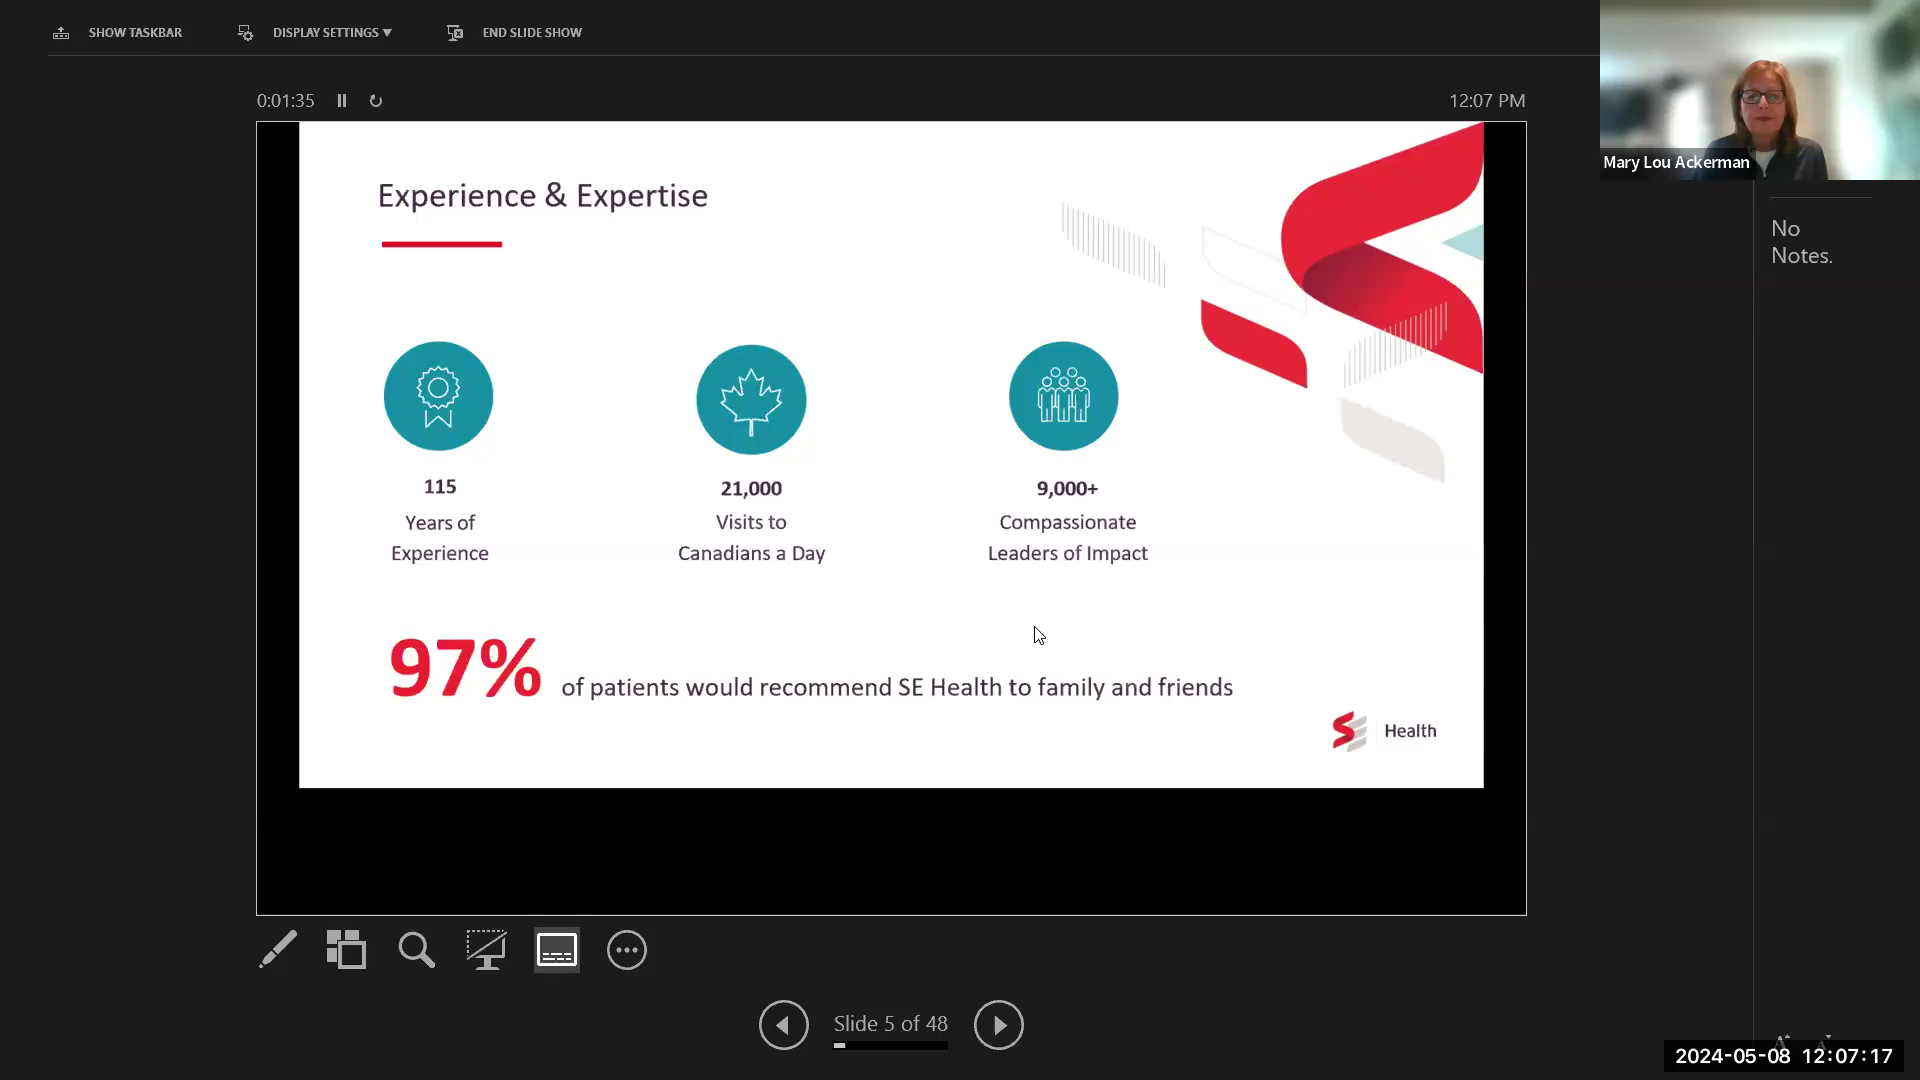 SHOW TASKBAR
DISPLAY SETTINGS
END SLIDE SHOW
0:01:35
12:07 PM
Mary Lou Ackerman
No
Notes.
Experience & Expertise
115
Years of
Experience
21,000
Visits to
Canadians a Day
9,000+
Compassionate
Leaders of Impact
97% of patients would recommend SE Health to family and friends
SE Health
Slide 5 of 48
2024-05-08 12:07:17